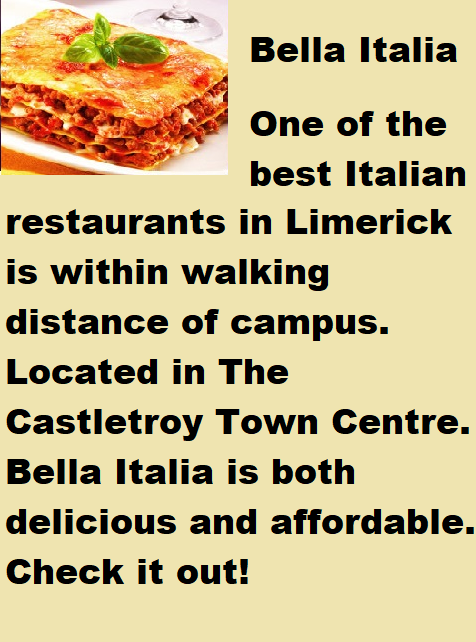 Bella Italia
One of the
best Italian
restaurants in Limerick
is within walking
distance of campus.
Located in The
Castletroy Town Centre.
Bella Italia is both
delicious and affordable.
Check it out!